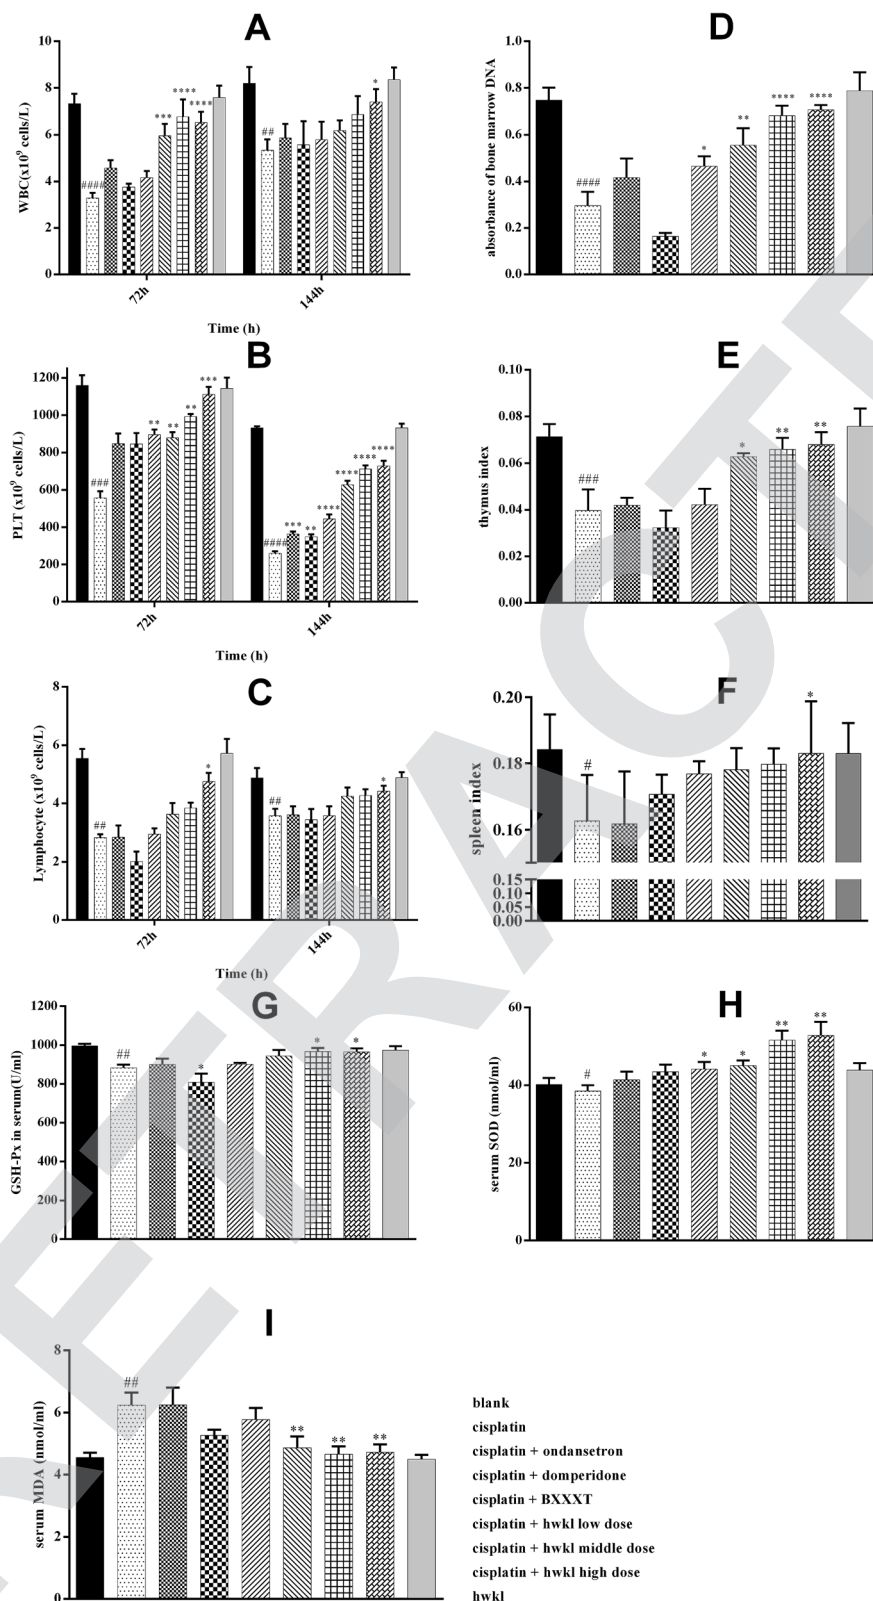 A
WBC(x10⁹ cells/L)
10
8
6
4
2
0
####
***
****
****
##
*
72h
144h
Time (h)
D
absorbance of bone marrow DNA
1.0
0.8
0.6
0.4
0.2
0.0
####
*
**
****
****
B
PLT (x10⁹ cells/L)
1200
1000
800
600
400
200
0
###
**
**
**
***
####
***
**
****
****
****
****
72h
144h
Time (h)
E
thymus index
0.10
0.08
0.06
0.04
0.02
0.00
###
*
**
**
C
Lymphocyte (x10⁹ cells/L)
8
6
4
2
0
##
*
##
*
72h
144h
Time (h)
F
spleen index
0.20
0.18
0.16
0.15
0.10
0.05
0.00
#
*
G
GSH-Px in serum(U/ml)
1200
1000
800
600
400
200
0
##
*
*
*
H
serum SOD (nmol/ml)
60
40
20
0
#
*
*
**
**
I
serum MDA (nmol/ml)
8
6
4
2
0
##
**
**
**
blank
cisplatin
cisplatin + ondansetron
cisplatin + domperidone
cisplatin + BXXXT
cisplatin + hwkl low dose
cisplatin + hwkl middle dose
cisplatin + hwkl high dose
hwkl
RETRACTE